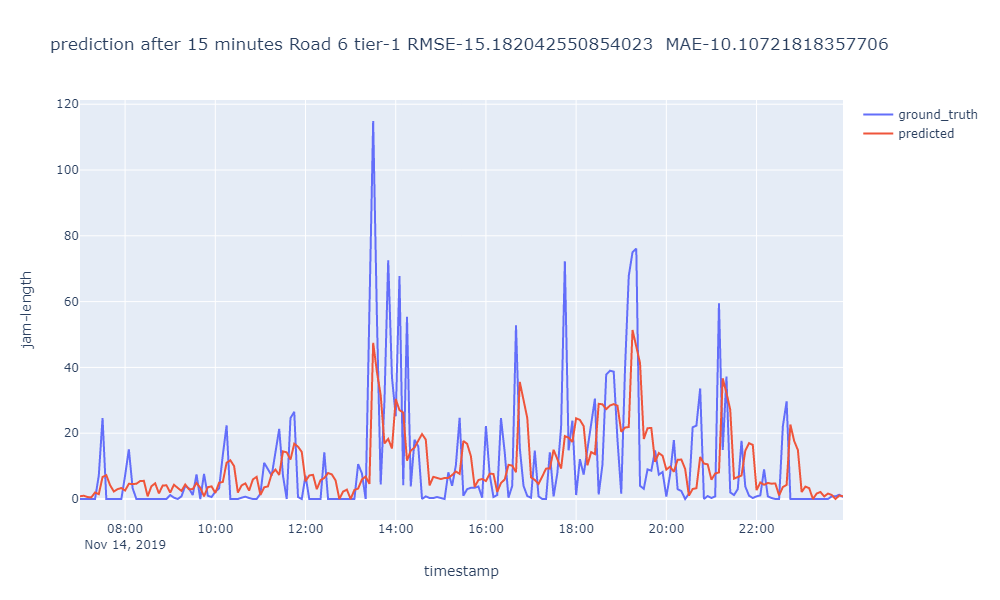 prediction after 15 minutes Road 6 tier-1 RMSE-15.182042550854023  MAE-10.10721818357706
ground_truth
predicted
jam-length
120
100
80
60
40
20
0
08:00 10:00 12:00 14:00 16:00 18:00 20:00 22:00
Nov 14, 2019
timestamp